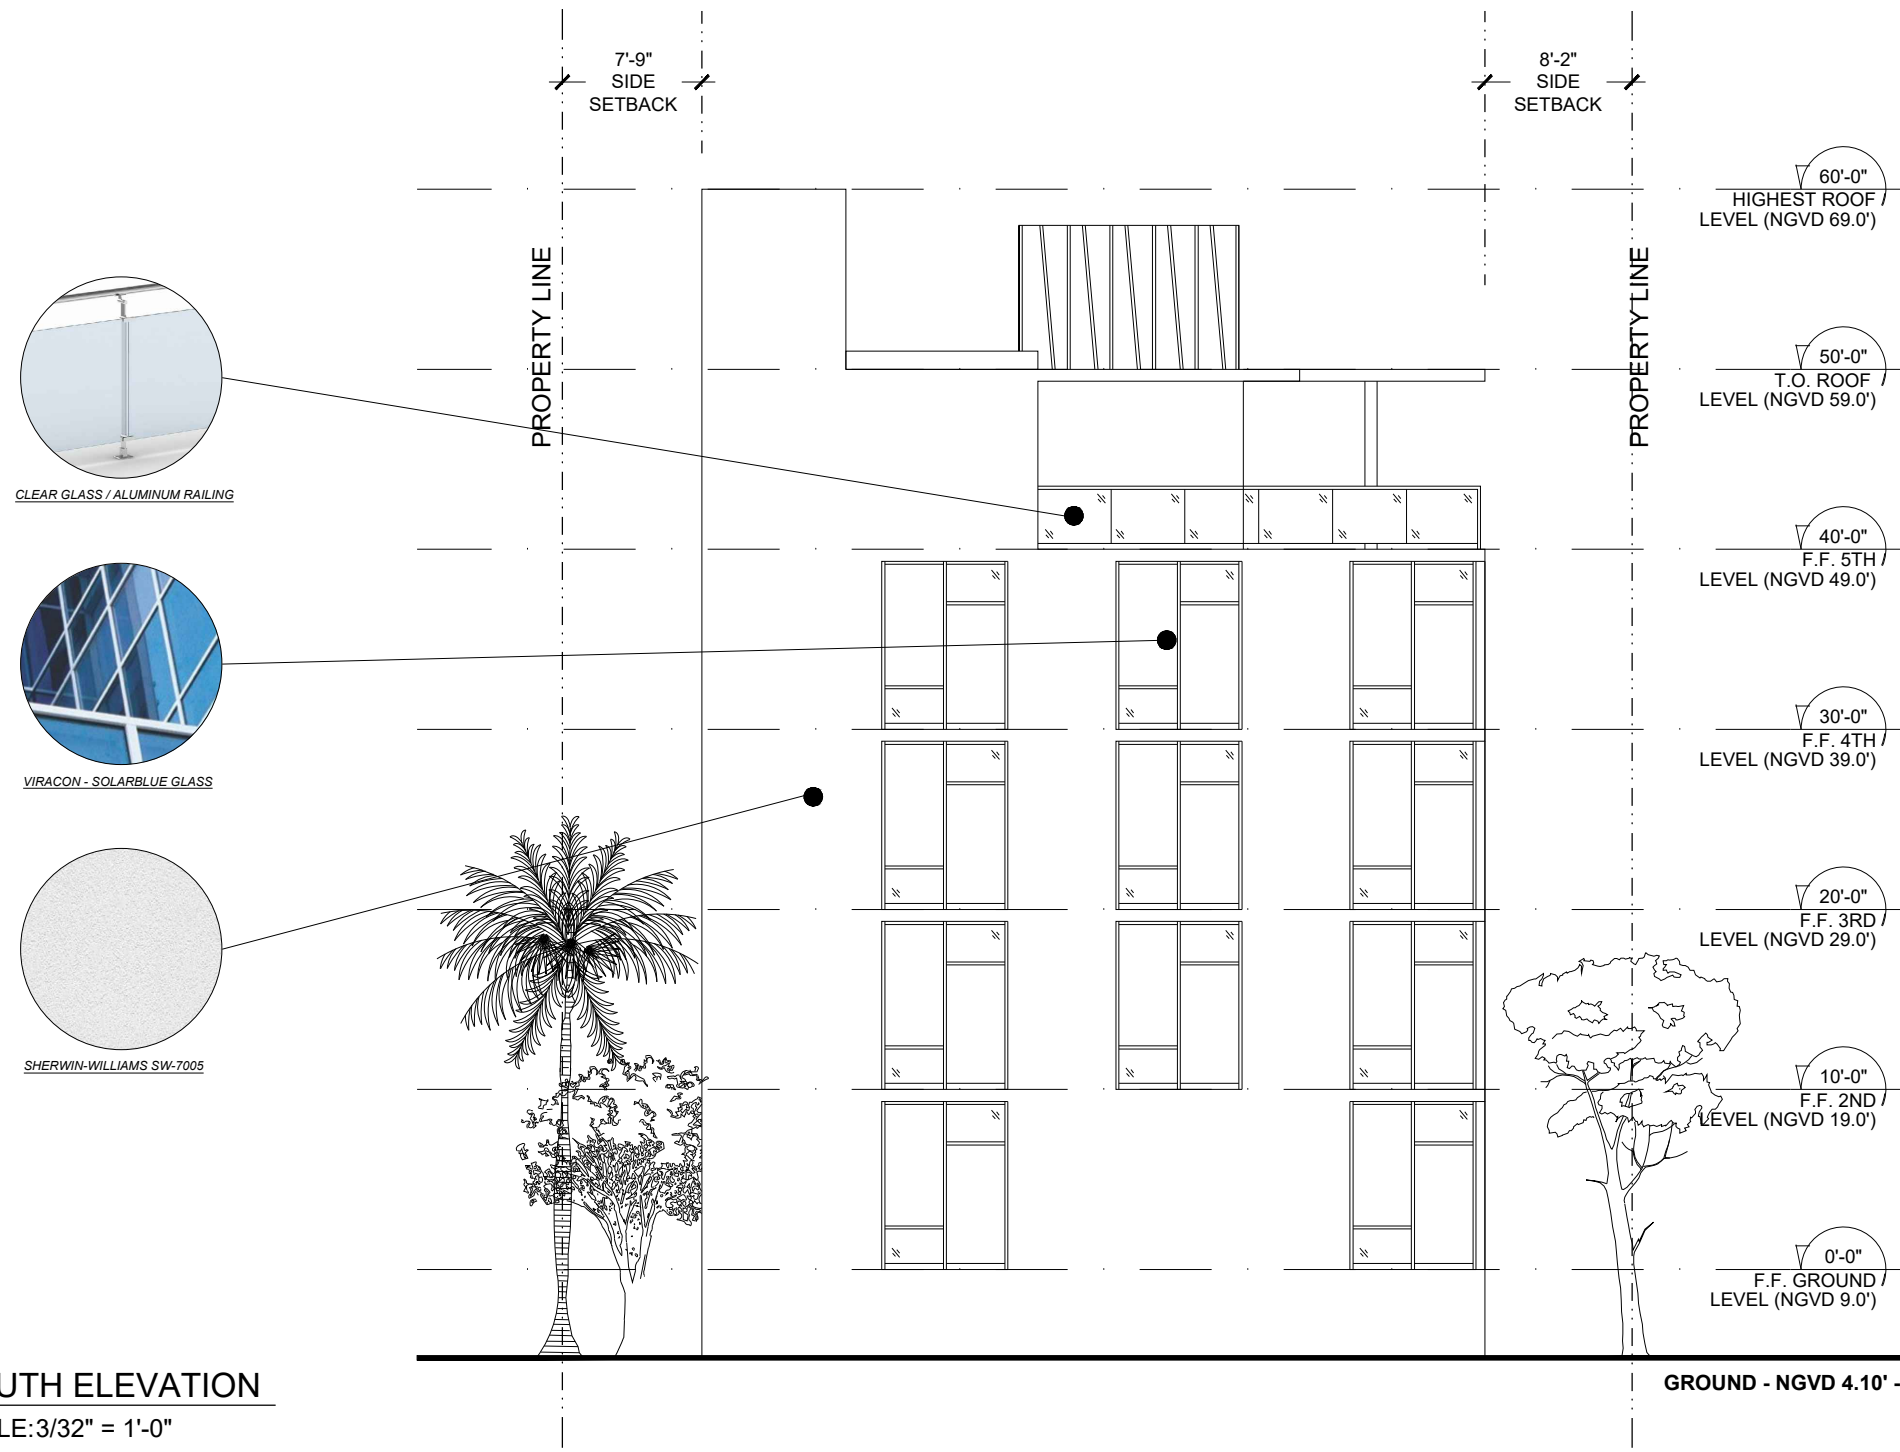 7'-9"
SIDE
SETBACK
8'-2"
SIDE
SETBACK
60'-0"
HIGHEST ROOF
LEVEL (NGVD 69.0')
PROPERTY LINE
PROPERTY LINE
50'-0"
T.O. ROOF
LEVEL (NGVD 59.0')
CLEAR GLASS / ALUMINUM RAILING
40'-0"
F.F. 5TH
LEVEL (NGVD 49.0')
30'-0"
F.F. 4TH
LEVEL (NGVD 39.0')
VIRACON - SOLARBLUE GLASS
20'-0"
F.F. 3RD
LEVEL (NGVD 29.0')
SHERWIN-WILLIAMS SW-7005
10'-0"
F.F. 2ND
LEVEL (NGVD 19.0')
0'-0"
F.F. GROUND
LEVEL (NGVD 9.0')
UTH ELEVATION
LE:3/32" = 1'-0"
GROUND - NGVD 4.10' -